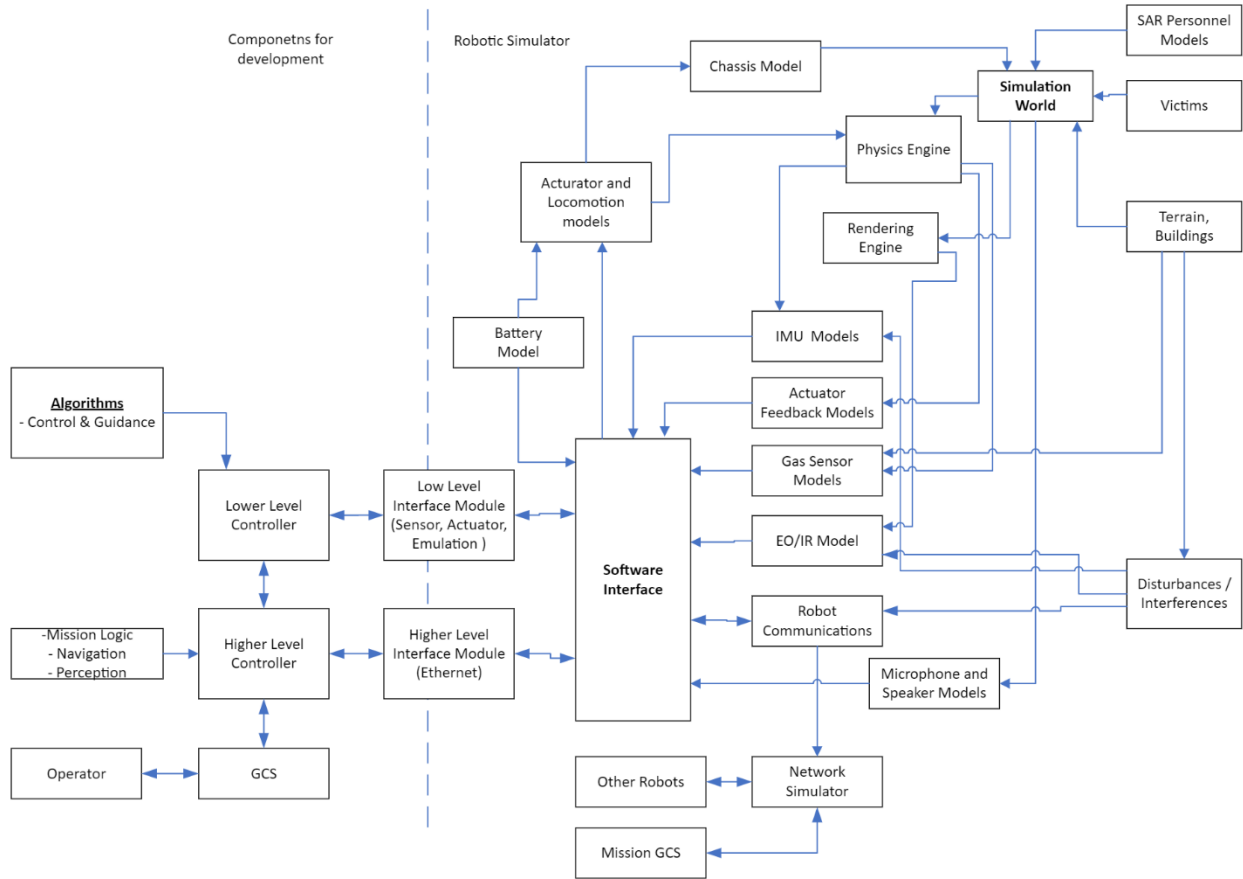 Componetns for
development
Robotic Simulator
SAR Personnel
Models
Chassis Model
Simulation
World
Victims
Physics Engine
Acturator and
Locomotion
models
Rendering
Engine
Terrain,
Buildings
Battery
Model
IMU Models
Algorithms
- Control & Guidance
Actuator
Feedback Models
Gas Sensor
Models
Lower Level
Controller
Low Level
Interface Module
(Sensor, Actuator,
Emulation )
EO/IR Model
Software
Interface
Disturbances /
Interferences
-Mission Logic
- Navigation
- Perception
Higher Level
Controller
Higher Level
Interface Module
(Ethernet)
Robot
Communications
Microphone and
Speaker Models
Operator
GCS
Other Robots
Network
Simulator
Mission GCS